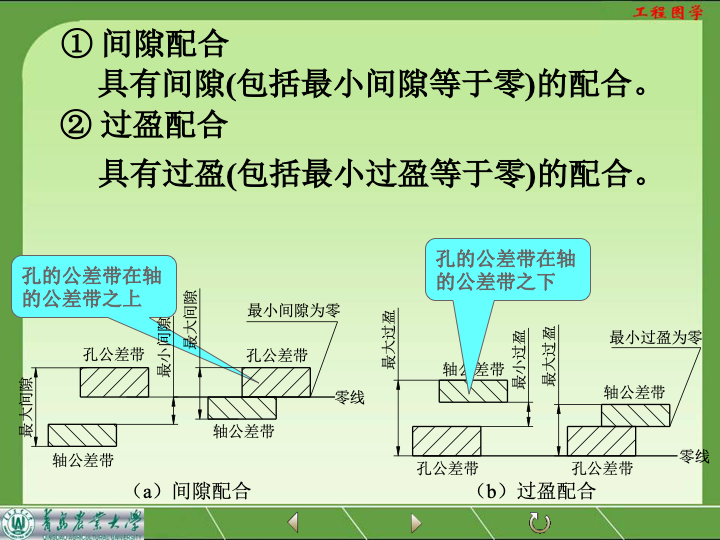 工程图学
① 间隙配合
具有间隙(包括最小间隙等于零)的配合。
② 过盈配合
具有过盈(包括最小过盈等于零)的配合。
孔的公差带在轴
的公差带之上
孔的公差带在轴
的公差带之下
最大间隙
孔公差带
轴公差带
最小间隙
最大间隙
最小间隙为零
孔公差带
轴公差带
零线
(a)间隙配合
最大过盈
轴公差带
孔公差带
最小过盈
最大过盈
最小过盈为零
轴公差带
孔公差带
零线
(b)过盈配合
青岛农业大学